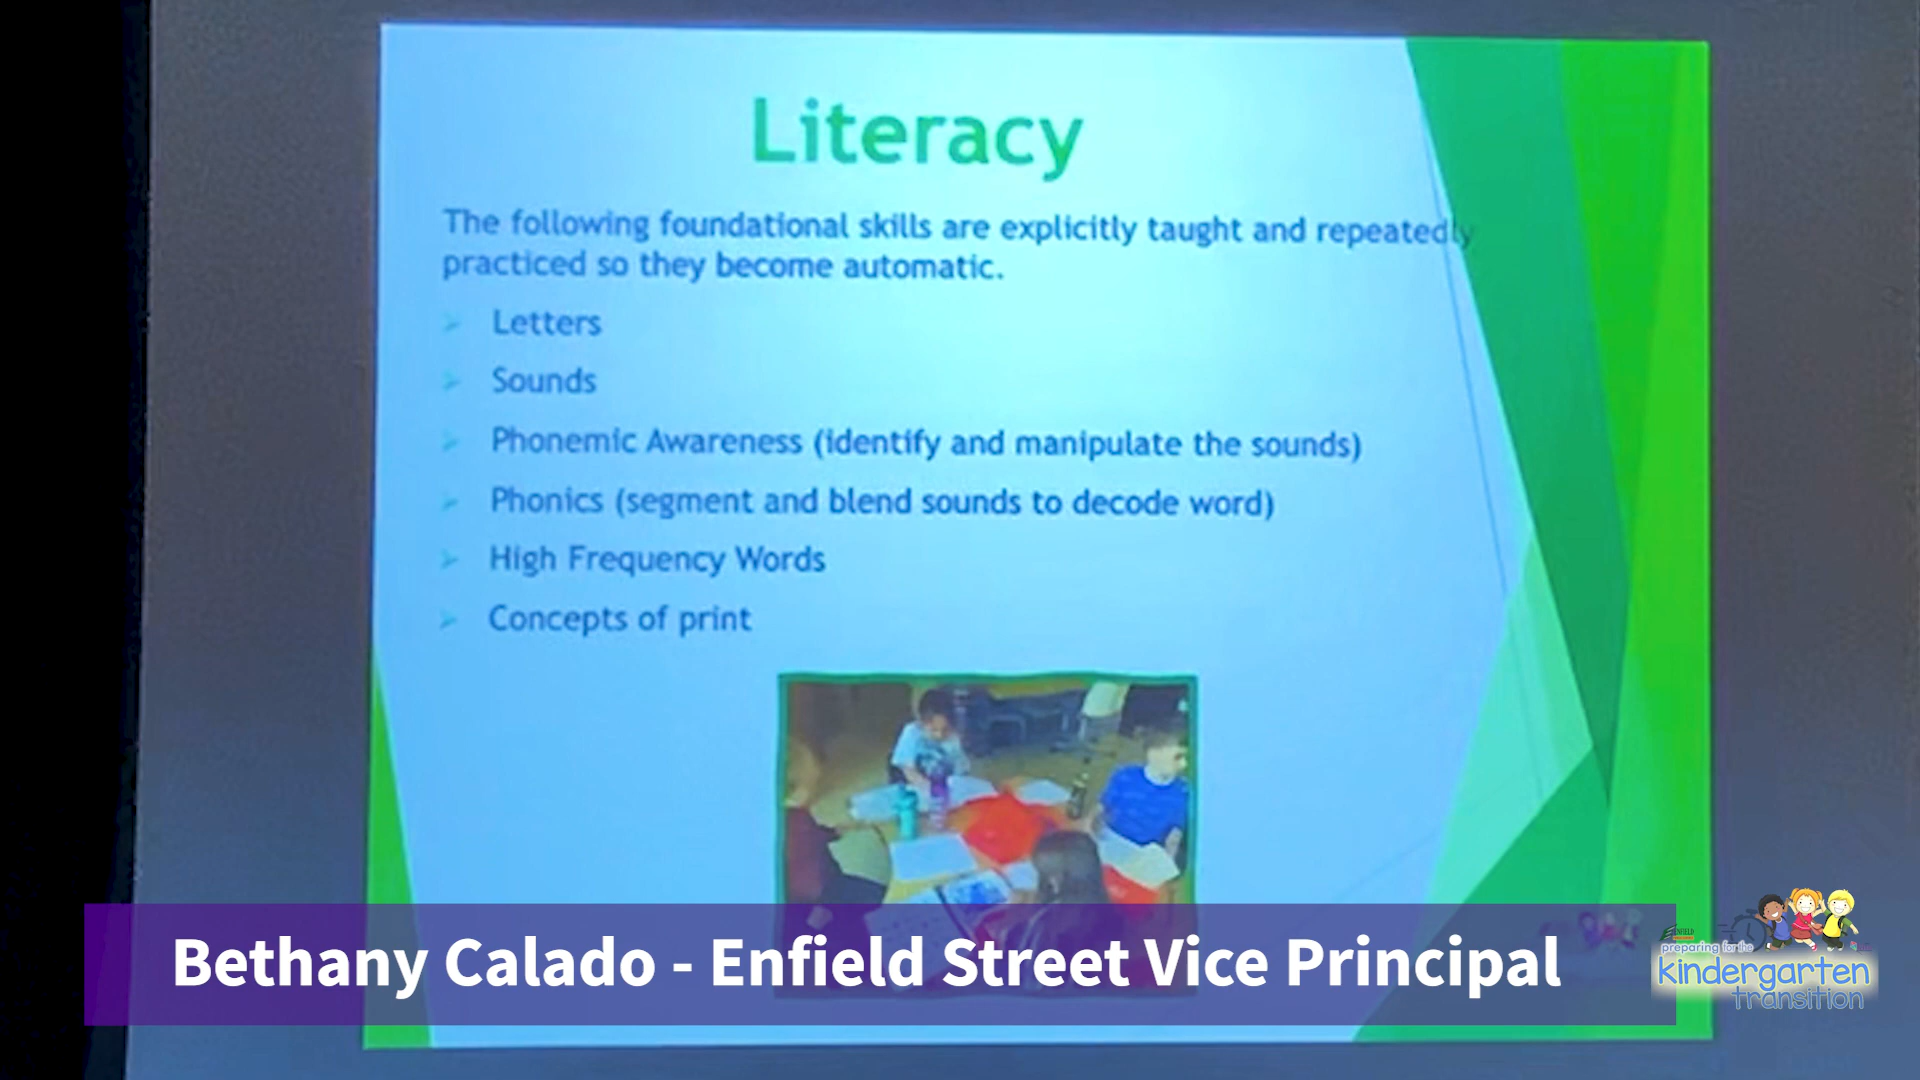 Literacy
The following foundational skills are explicitly taught and repeatedly
practiced so they become automatic.
Letters
Sounds
Phonemic Awareness (identify and manipulate the sounds)
Phonics (segment and blend sounds to decode word)
High Frequency Words
Concepts of print
Bethany Calado - Enfield Street Vice Principal
ENFIELD
preparing for the
kindergarten
transition